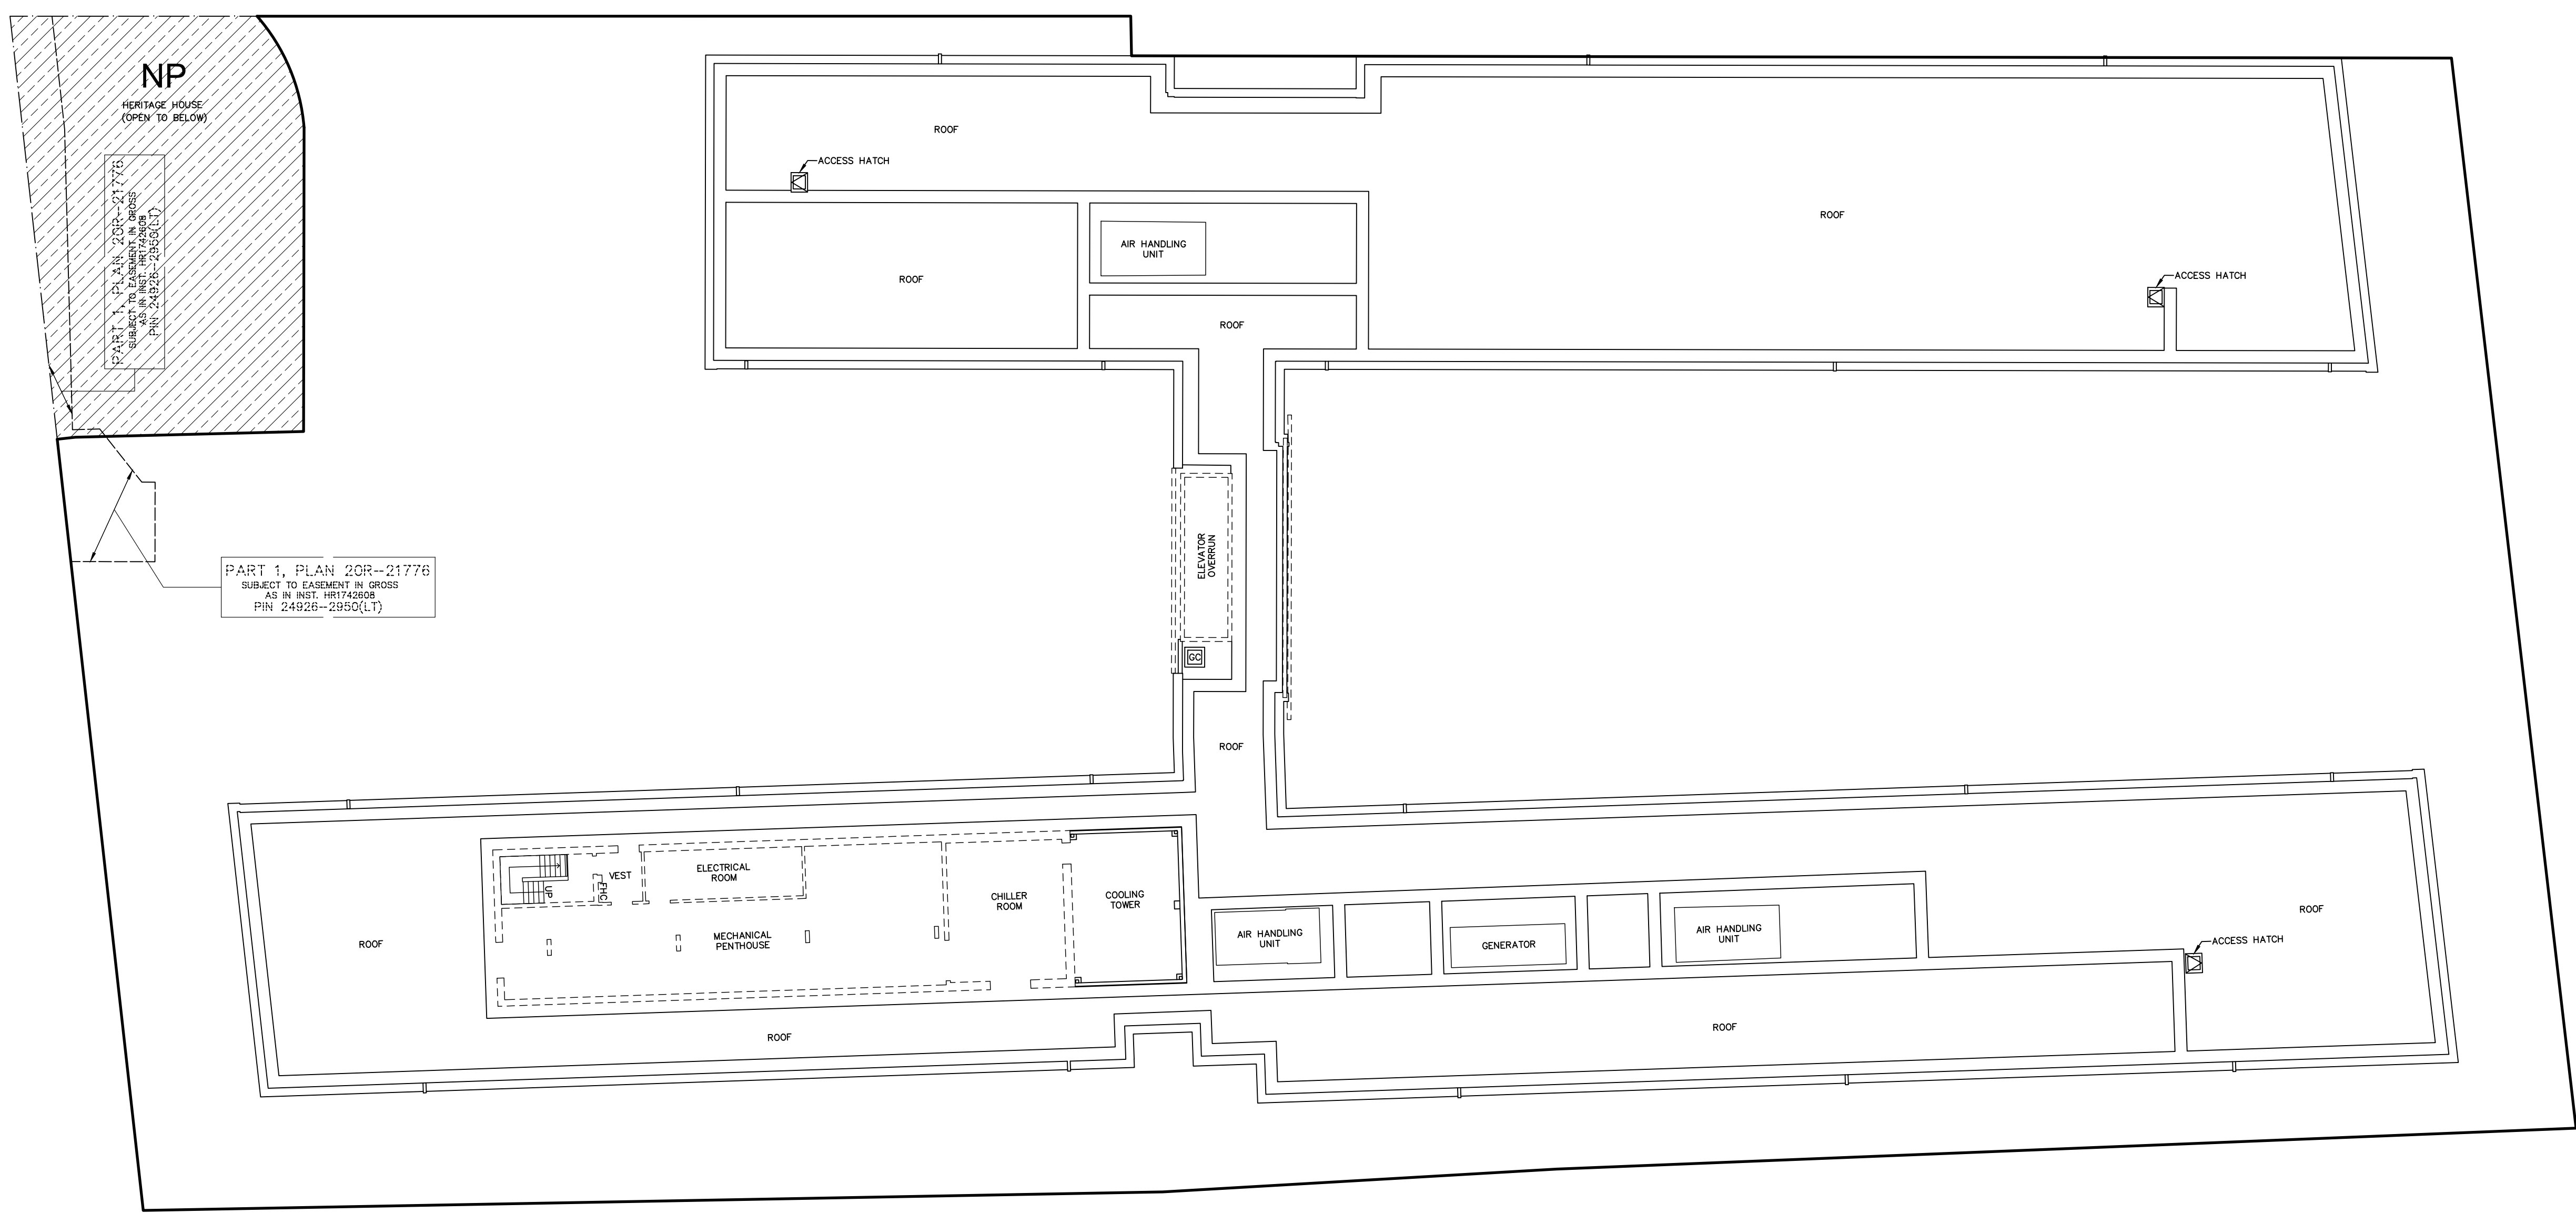 NP
HERITAGE HOUSE
(OPEN TO BELOW)
PART 1, PLAN 20R--21776
SUBJECT TO EASEMENT IN GROSS
AS IN INST. HR1742608
PIN 24926--2950(LT)
ROOF
ACCESS HATCH
ROOF
AIR HANDLING
UNIT
ROOF
ROOF
ACCESS HATCH
ELEVATOR
OVERRUN
GC
PART 1, PLAN 20R--21776
SUBJECT TO EASEMENT IN GROSS
AS IN INST. HR1742608
PIN 24926--2950(LT)
ROOF
UP
FHC
VEST
ELECTRICAL
ROOM
CHILLER
ROOM
COOLING
TOWER
MECHANICAL
PENTHOUSE
ROOF
AIR HANDLING
UNIT
GENERATOR
AIR HANDLING
UNIT
ROOF
ACCESS HATCH
ROOF
ROOF